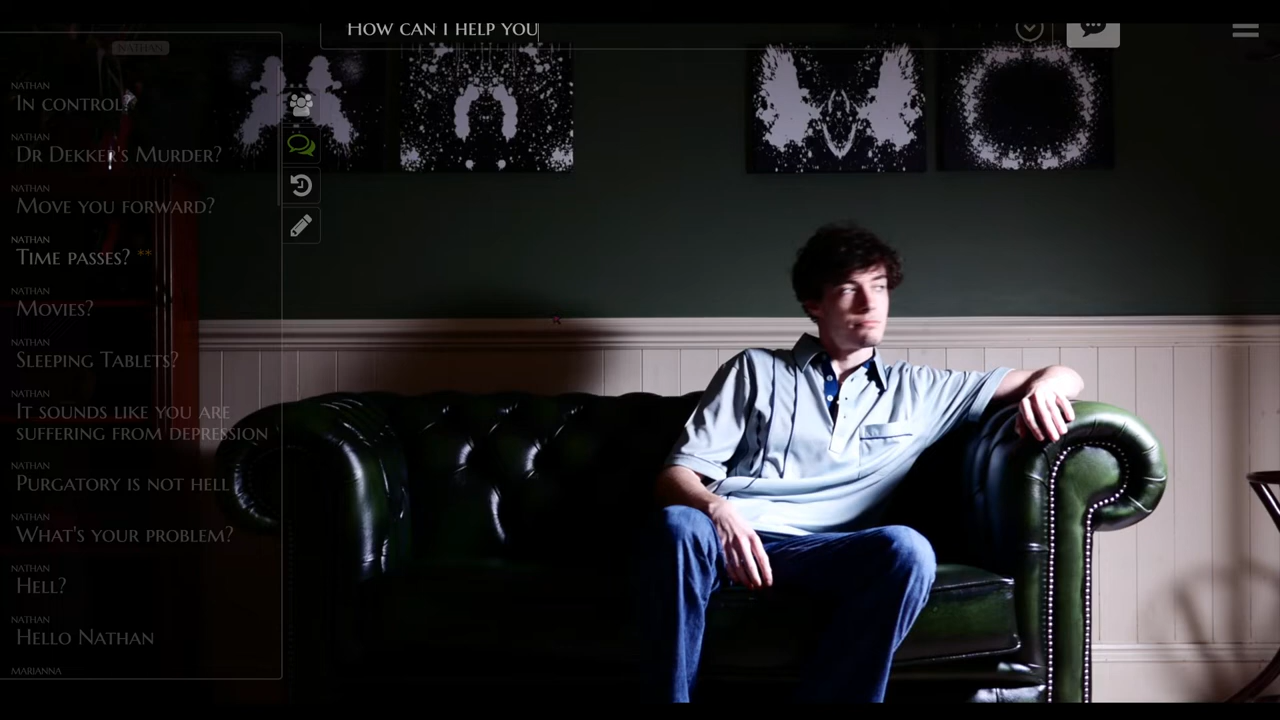 How can I help you
Nathan
Nathan
In control?
Nathan
Dr Dekker's Murder?
Nathan
Move you forward?
Nathan
Time passes? **
Nathan
Movies?
Nathan
Sleeping Tablets?
Nathan
It sounds like you are
suffering from depression
Nathan
Purgatory is not hell
Nathan
What's your problem?
Nathan
Hell?
Nathan
Hello Nathan
Marianna